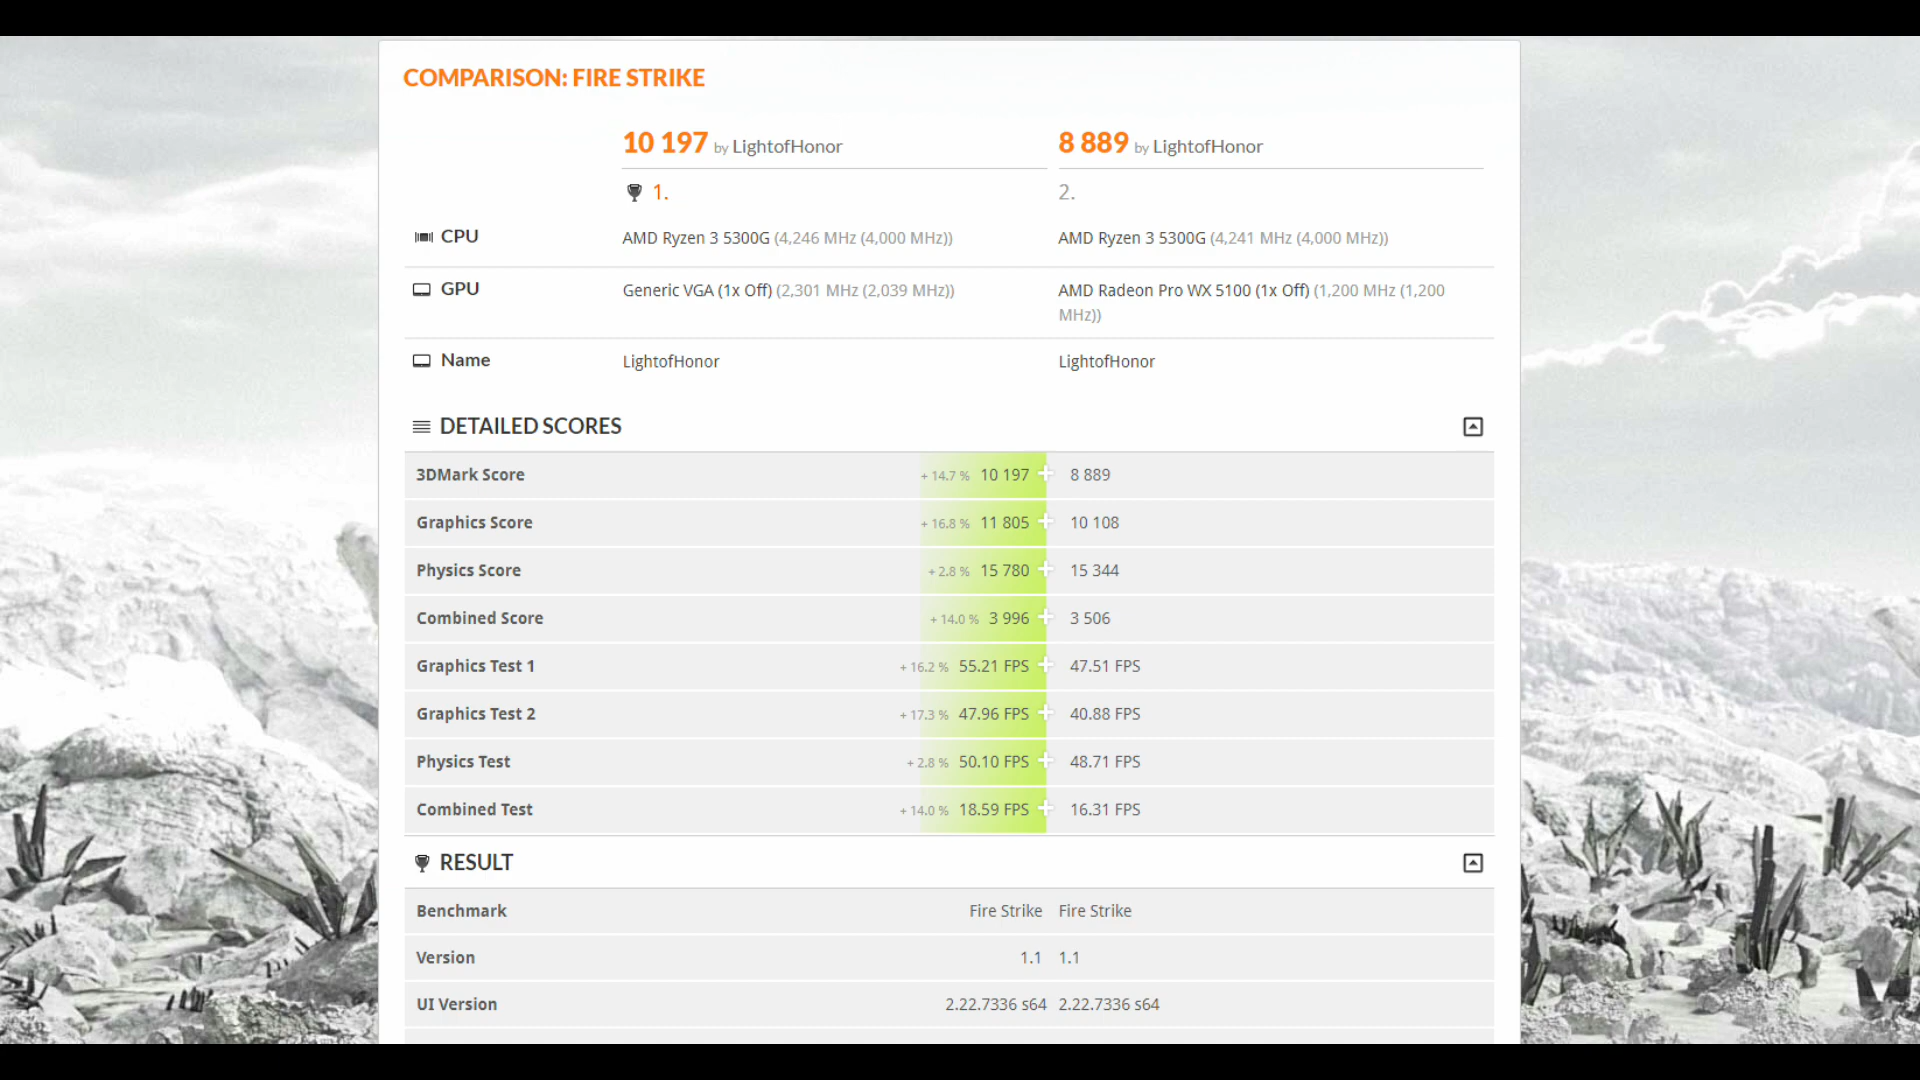 COMPARISON: FIRE STRIKE
10 197 by LightofHonor 8 889 by LightofHonor
1. 2.
CPU AMD Ryzen 3 5300G (4,246 MHz (4,000 MHz)) AMD Ryzen 3 5300G (4,241 MHz (4,000 MHz))
GPU Generic VGA (1x Off) (2,301 MHz (2,039 MHz)) AMD Radeon Pro WX 5100 (1x Off) (1,200 MHz (1,200
MHz))
Name LightofHonor LightofHonor
DETAILED SCORES
3DMark Score + 14.7 % 10 197 8 889
Graphics Score + 16.8 % 11 805 10 108
Physics Score + 2.8 % 15 780 15 344
Combined Score + 14.0 % 3 996 3 506
Graphics Test 1 + 16.2 % 55.21 FPS 47.51 FPS
Graphics Test 2 + 17.3 % 47.96 FPS 40.88 FPS
Physics Test + 2.8 % 50.10 FPS 48.71 FPS
Combined Test + 14.0 % 18.59 FPS 16.31 FPS
RESULT
Benchmark Fire Strike Fire Strike
Version 1.1 1.1
UI Version 2.22.7336 s64 2.22.7336 s64